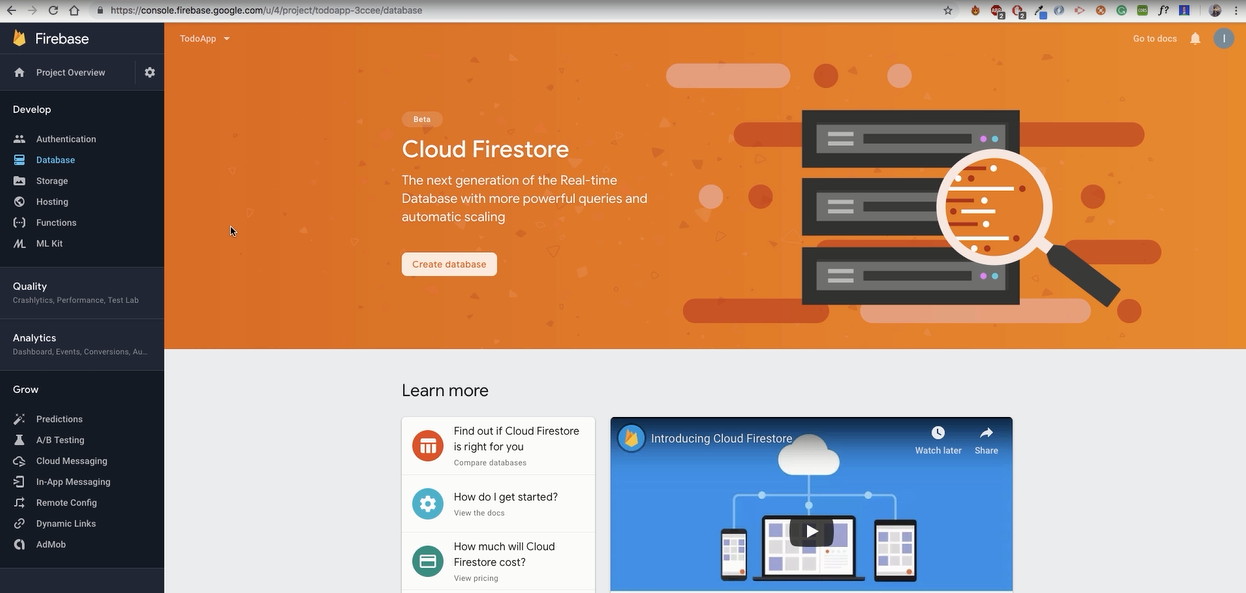 https://console.firebase.google.com/u/4/project/todoapp-3ccee/database
Firebase
TodoApp
Go to docs
I
Project Overview
Develop
Authentication
Database
Storage
Hosting
Functions
ML Kit
Quality
Crashlytics, Performance, Test Lab
Analytics
Dashboard, Events, Conversions, Au...
Grow
Predictions
A/B Testing
Cloud Messaging
In-App Messaging
Remote Config
Dynamic Links
AdMob
Beta
Cloud Firestore
The next generation of the Real-time
Database with more powerful queries and
automatic scaling
Create database
Learn more
Find out if Cloud Firestore
is right for you
Compare databases
How do I get started?
View the docs
How much will Cloud
Firestore cost?
View pricing
Introducing Cloud Firestore
Watch later
Share